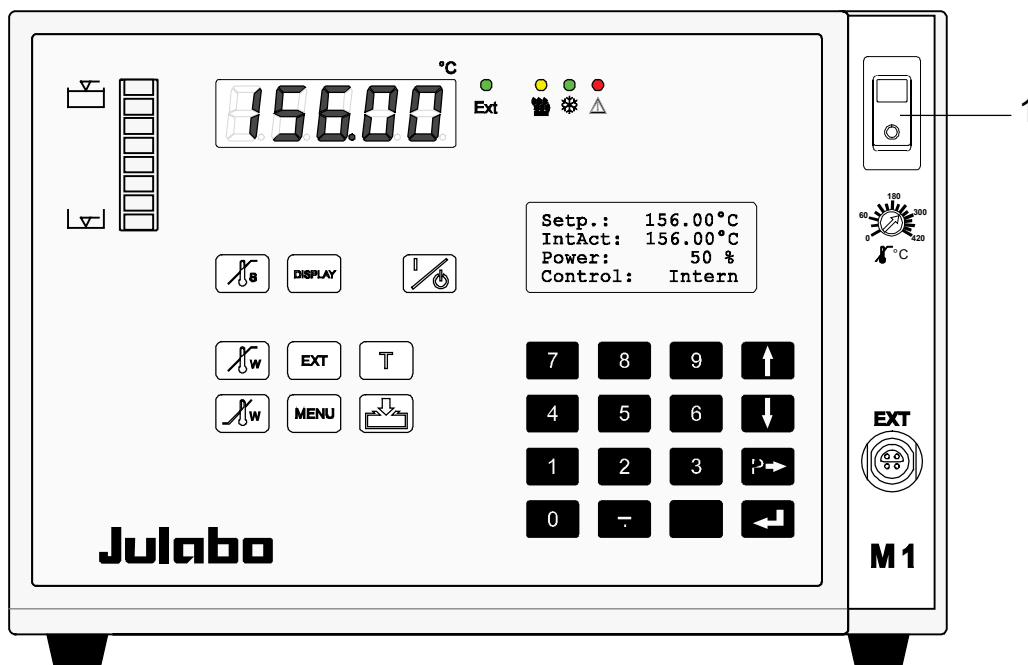 °C
156.00
Ext
1
180
60
300
0
420
°C
Setp.: 156.00°C
IntAct: 156.00°C
Power: 50 %
Control: Intern
S
DISPLAY
I
W
EXT
T
W
MENU
7 8 9
4 5 6
1 2 3 P
0 -.
EXT
Julabo
M1